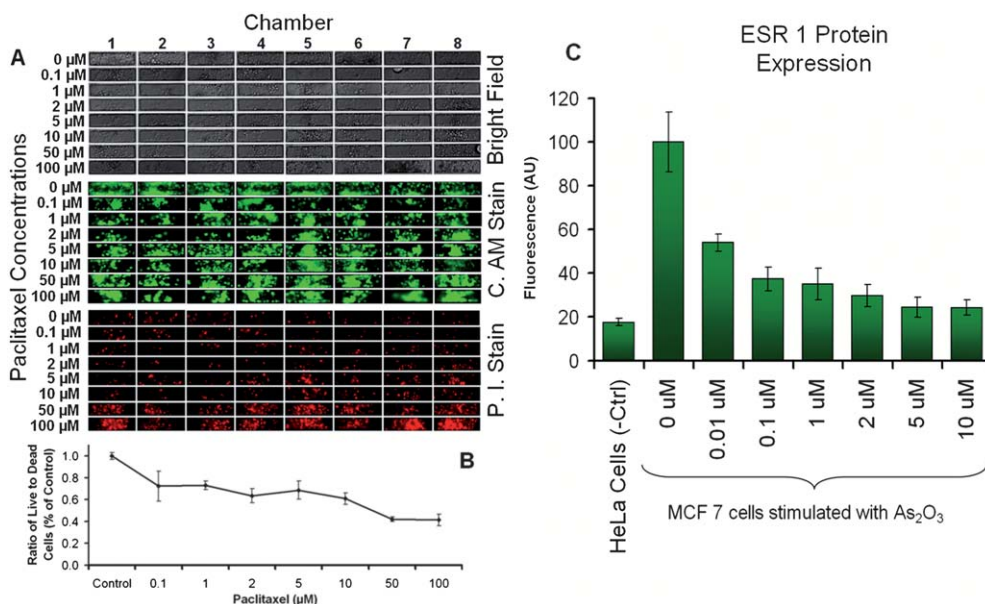 Chamber
A
1 2 3 4 5 6 7 8
Paclitaxel Concentrations
0 µM
0.1 µM
1 µM
2 µM
5 µM
10 µM
50 µM
100 µM
Bright Field
0 µM
0.1 µM
1 µM
2 µM
5 µM
10 µM
50 µM
100 µM
C. AM Stain
0 µM
0.1 µM
1 µM
2 µM
5 µM
10 µM
50 µM
100 µM
P. I. Stain
B
Ratio of Live to Dead
Cells (% of Control)
1.0
0.8
0.6
0.4
0.2
0.0
Control 0.1 1 2 5 10 50 100
Paclitaxel (µM)
C
ESR 1 Protein
Expression
Fluorescence (AU)
120
100
80
60
40
20
0
HeLa Cells (-Ctrl)
0 uM
0.01 uM
0.1 uM
1 uM
2 uM
5 uM
10 uM
MCF 7 cells stimulated with As₂O₃